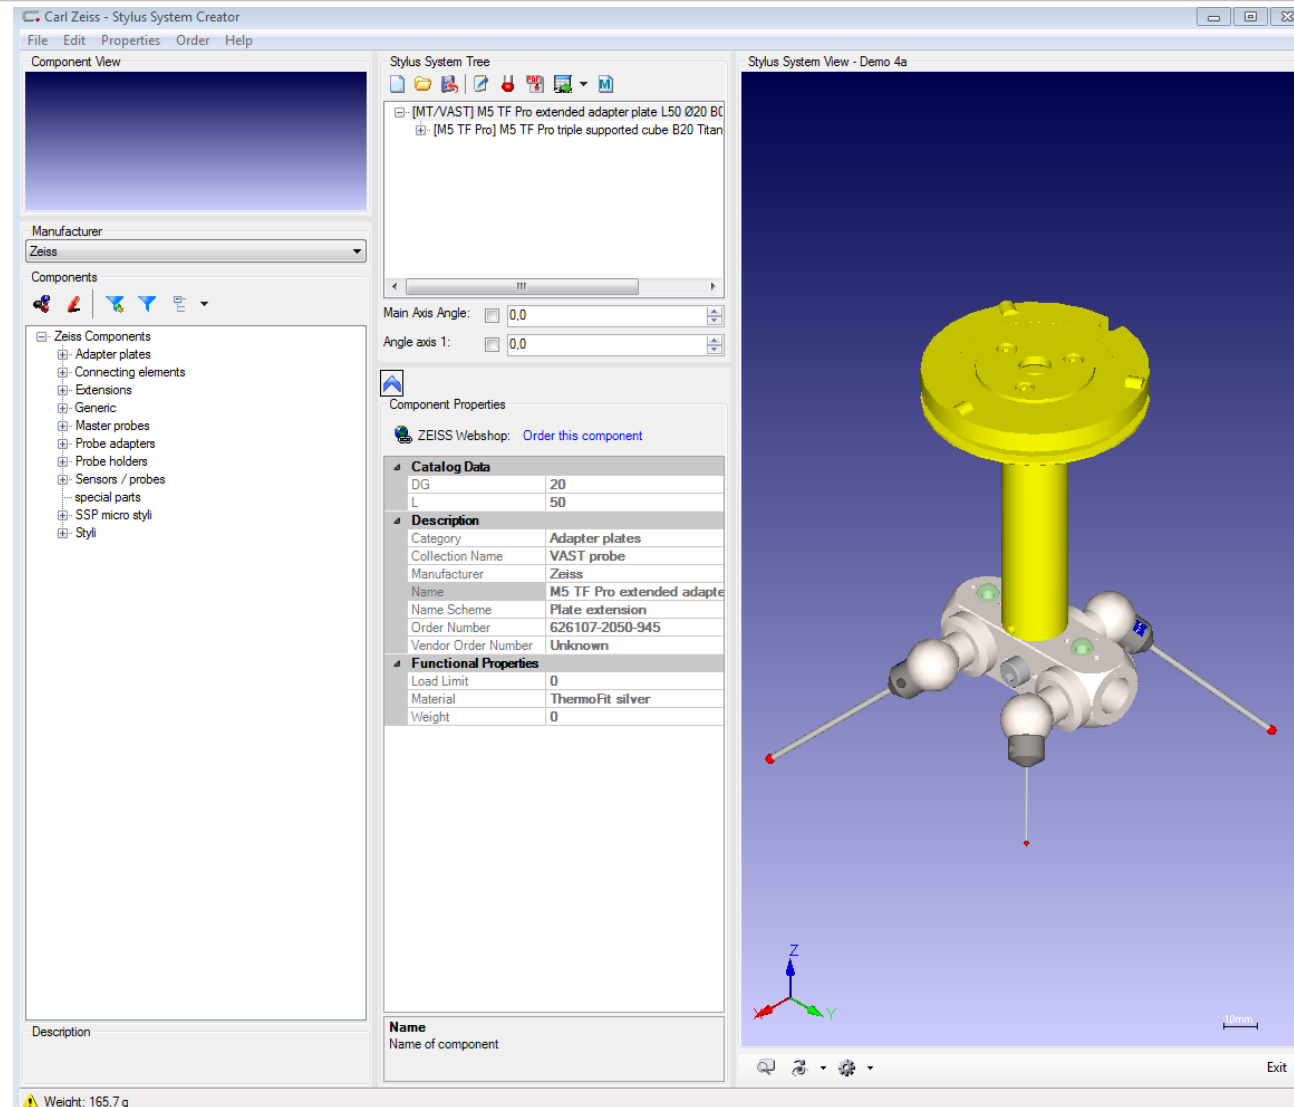 Carl Zeiss - Stylus System Creator
File Edit Properties Order Help
Component View
Manufacturer
Zeiss
Components
Zeiss Components
Adapter plates
Connecting elements
Extensions
Generic
Master probes
Probe adapters
Probe holders
Sensors / probes
special parts
SSP micro styli
Styli
Description
Weight: 165,7 g
Stylus System Tree
PDF
M
[MT/VAST] M5 TF Pro extended adapter plate L50 Ø20 B
[M5 TF Pro] M5 TF Pro triple supported cube B20 Titan
Main Axis Angle: 0,0
Angle axis 1: 0,0
Component Properties
ZEISS Webshop: Order this component
Catalog Data
DG 20
L 50
Description
Category Adapter plates
Collection Name VAST probe
Manufacturer Zeiss
Name M5 TF Pro extended adapte
Name Scheme Plate extension
Order Number 626107-2050-945
Vendor Order Number Unknown
Functional Properties
Load Limit 0
Material ThermoFit silver
Weight 0
Name
Name of component
Stylus System View - Demo 4a
Z
X
Y
10mm
Exit